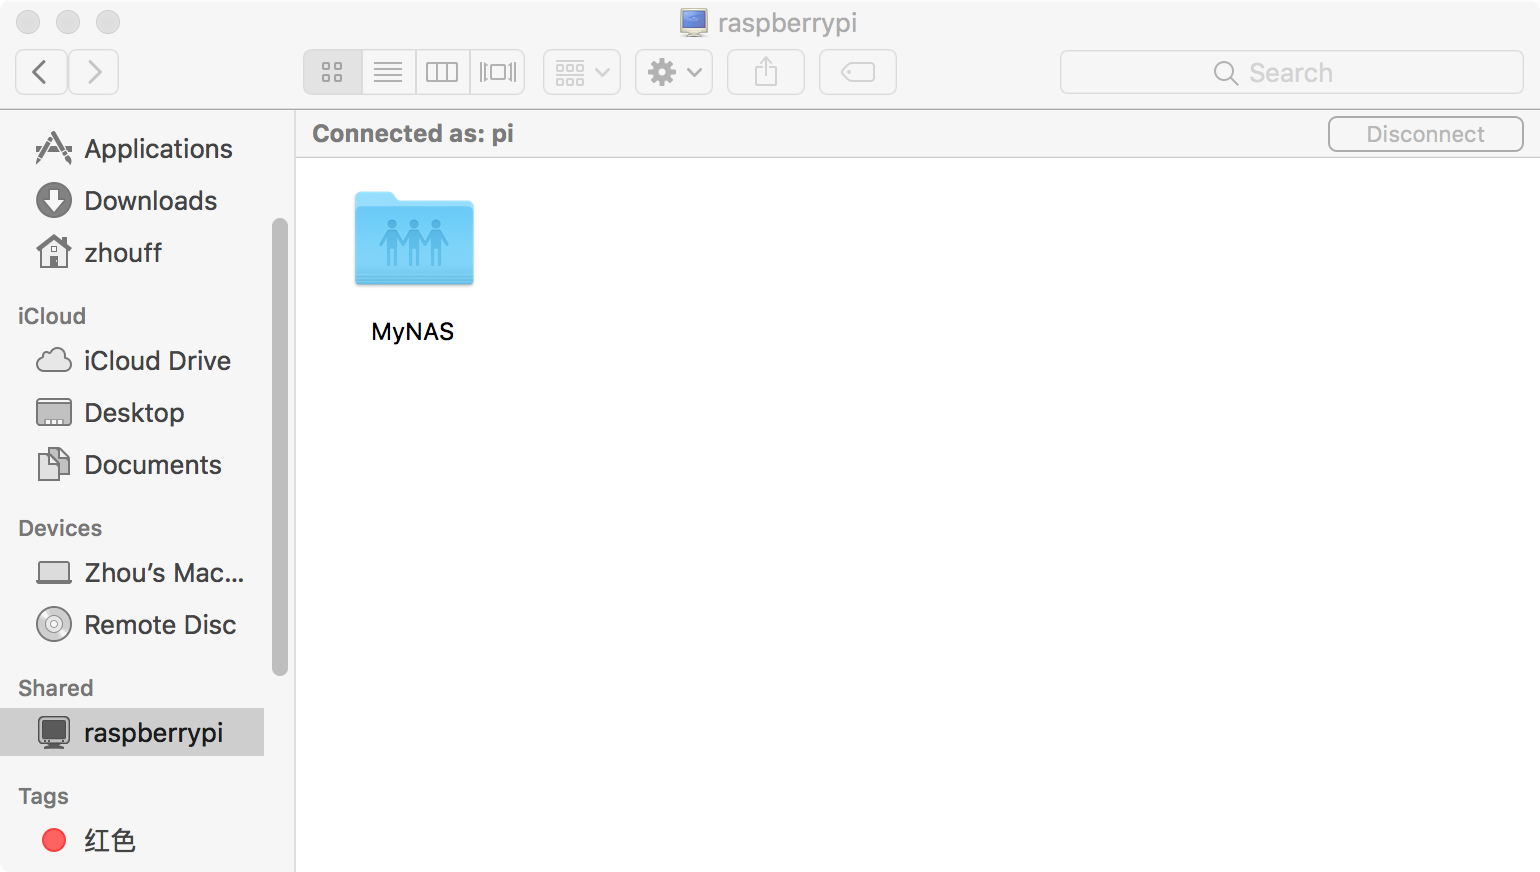 raspberrypi
Search
Applications
Downloads
zhouff
iCloud
iCloud Drive
Desktop
Documents
Devices
Zhou’s Mac...
Remote Disc
Shared
raspberrypi
Tags
红色
Connected as: pi
Disconnect
MyNAS